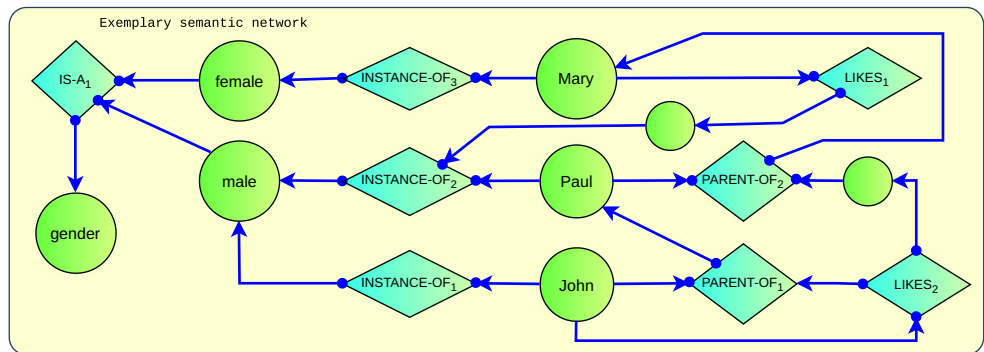 Exemplary semantic network
IS-A1
female
INSTANCE-OF3
Mary
LIKES1
male
INSTANCE-OF2
Paul
PARENT-OF2
gender
INSTANCE-OF1
John
PARENT-OF1
LIKES2